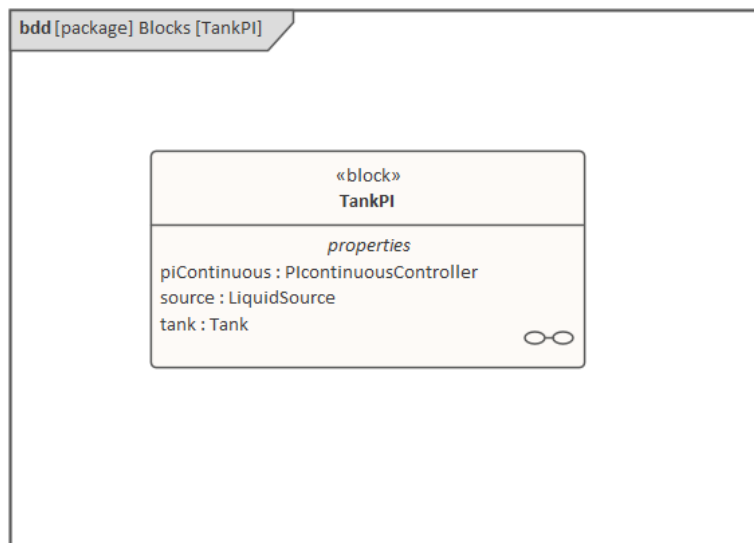 bdd [package] Blocks [TankPI]
«block»
TankPI
properties
piContinuous : PIcontinuousController
source : LiquidSource
tank : Tank